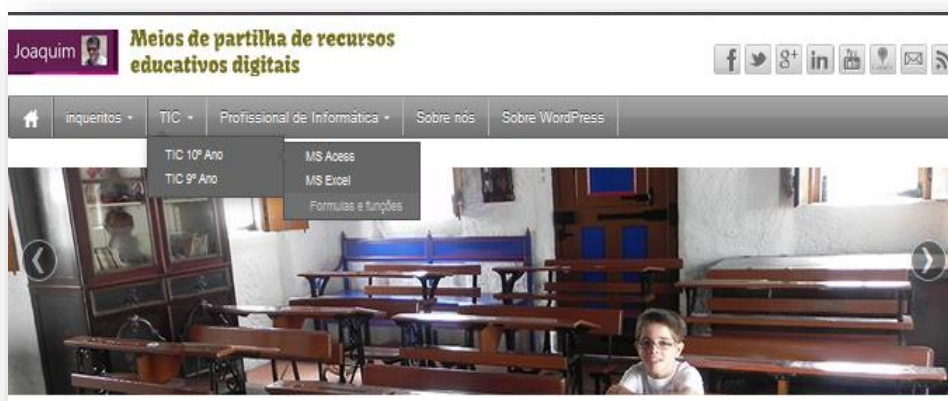 Joaquim
Meios de partilha de recursos
educativos digitais
f g+ in
inqueritos TIC Profissional de Informática Sobre nós Sobre WordPress
TIC 10º Ano MS Acess
TIC 9º Ano MS Excel
Formulas e funções